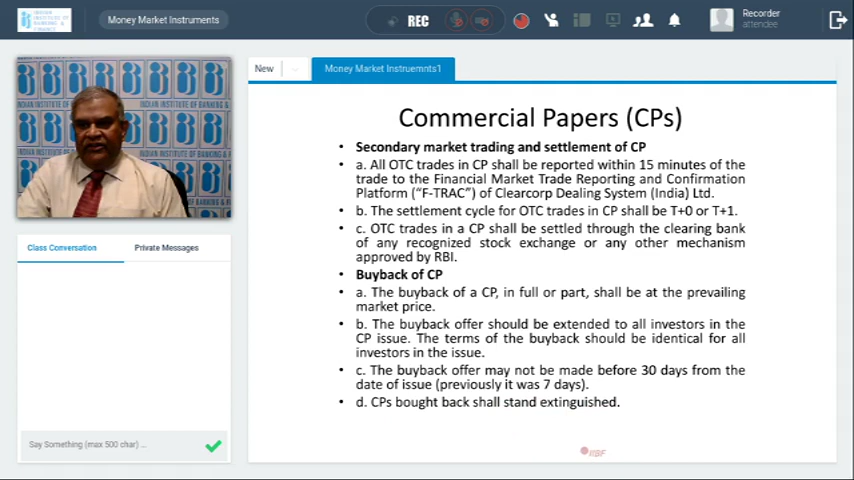 INDIAN
INSTITUTE OF
BANKING &
FINANCE
Money Market Instruments
REC
Recorder
attendee
New
Money Market Instruemnts1
INDIAN INSTITUTE OF BANKING &
Class Conversation
Private Messages
Say Something (max 500 char) ...
Commercial Papers (CPs)
• Secondary market trading and settlement of CP
• a. All OTC trades in CP shall be reported within 15 minutes of the
trade to the Financial Market Trade Reporting and Confirmation
Platform (“F-TRAC”) of Clearcorp Dealing System (India) Ltd.
• b. The settlement cycle for OTC trades in CP shall be T+0 or T+1.
• c. OTC trades in a CP shall be settled through the clearing bank
of any recognized stock exchange or any other mechanism
approved by RBI.
• Buyback of CP
• a. The buyback of a CP, in full or part, shall be at the prevailing
market price.
• b. The buyback offer should be extended to all investors in the
CP issue. The terms of the buyback should be identical for all
investors in the issue.
• c. The buyback offer may not be made before 30 days from the
date of issue (previously it was 7 days).
• d. CPs bought back shall stand extinguished.
IIBF